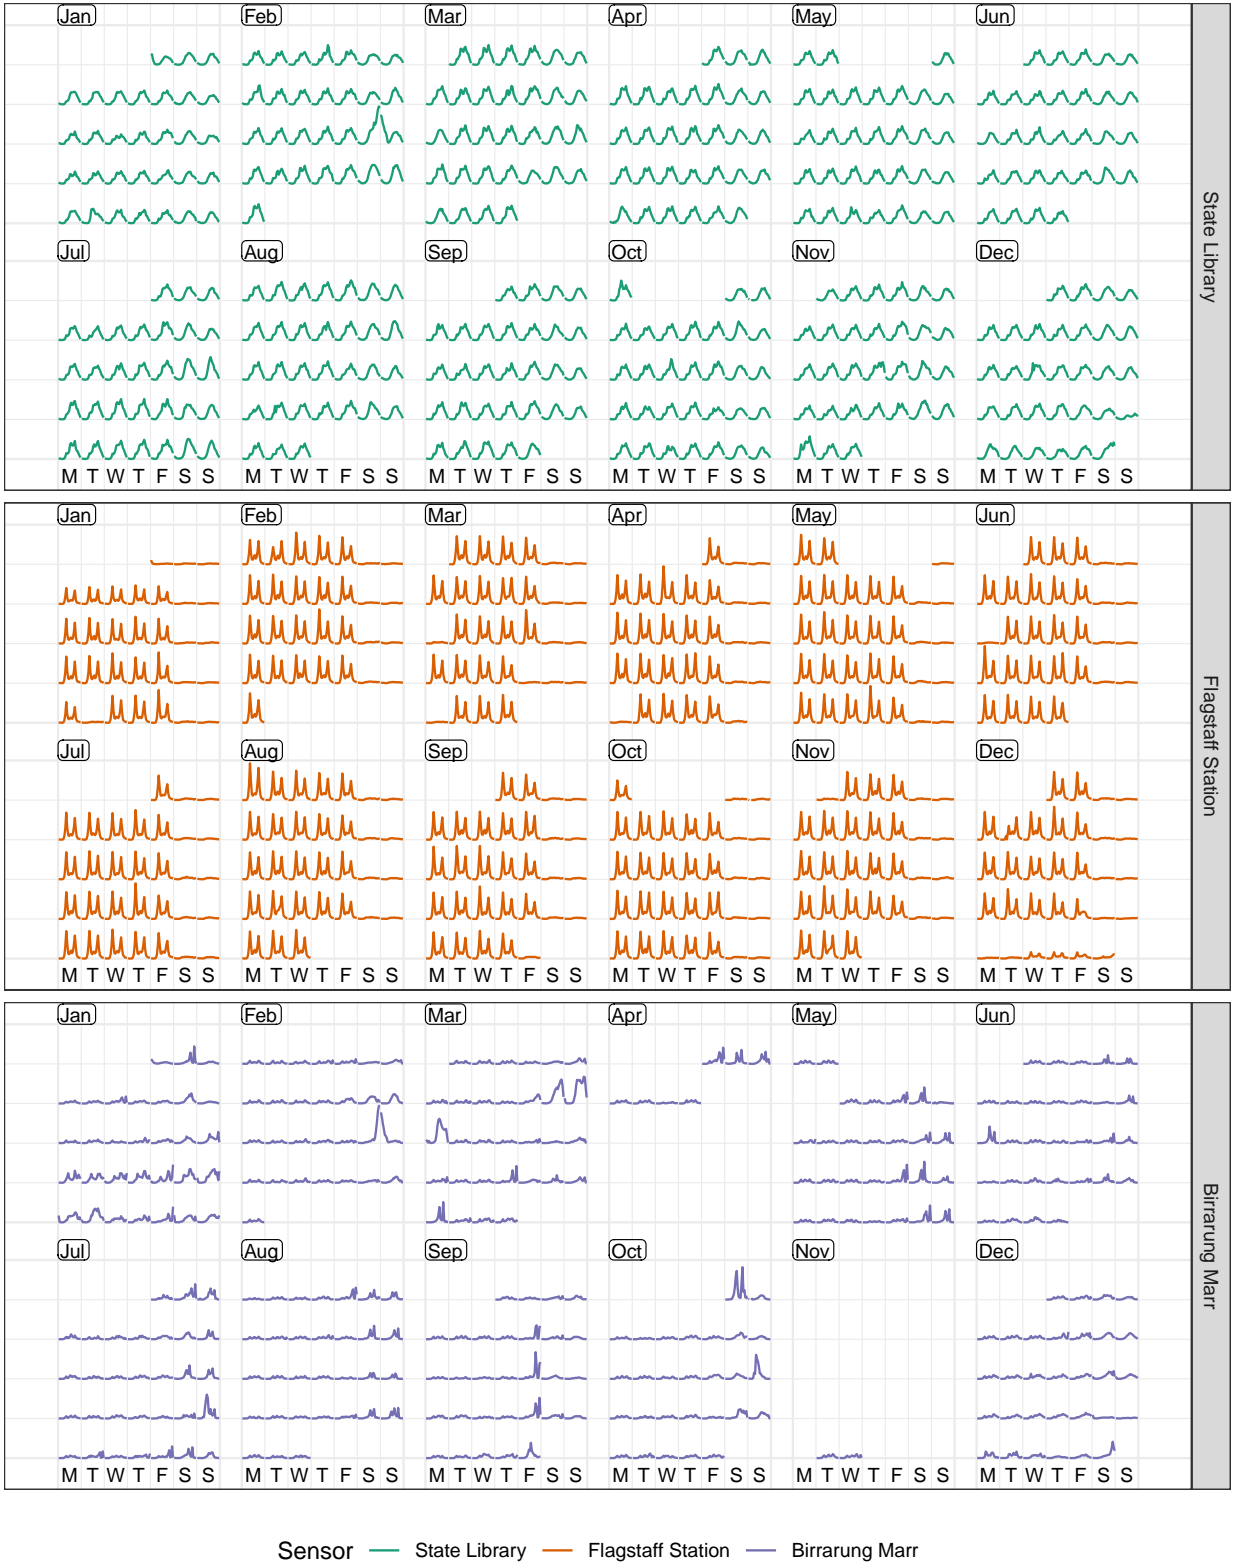 Jan Feb Mar Apr May Jun
State Library
Jul Aug Sep Oct Nov Dec
M T W T F S S M T W T F S S M T W T F S S M T W T F S S M T W T F S S M T W T F S S
Jan Feb Mar Apr May Jun
Flagstaff Station
Jul Aug Sep Oct Nov Dec
M T W T F S S M T W T F S S M T W T F S S M T W T F S S M T W T F S S M T W T F S S
Jan Feb Mar Apr May Jun
Birrarung Marr
Jul Aug Sep Oct Nov Dec
M T W T F S S M T W T F S S M T W T F S S M T W T F S S M T W T F S S M T W T F S S
Sensor State Library Flagstaff Station Birrarung Marr